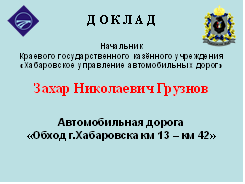 ДОКЛАД
Начальник
Краевого государственного казённого учреждения
«Хабаровское управление автомобильных дорог»
Захар Николаевич Грузнов
Автомобильная дорога
«Обход г.Хабаровска км 13 – км 42»